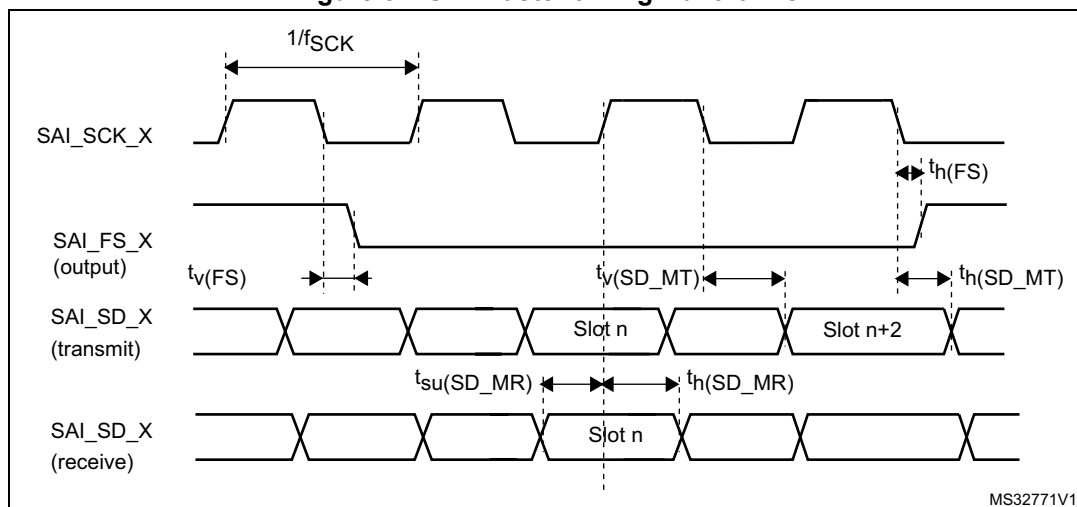 1/fSCK
SAI_SCK_X
th(FS)
SAI_FS_X
(output)
tv(FS)
tv(SD_MT)
th(SD_MT)
SAI_SD_X
(transmit)
Slot n
Slot n+2
tsu(SD_MR)
th(SD_MR)
SAI_SD_X
(receive)
Slot n
MS32771V1